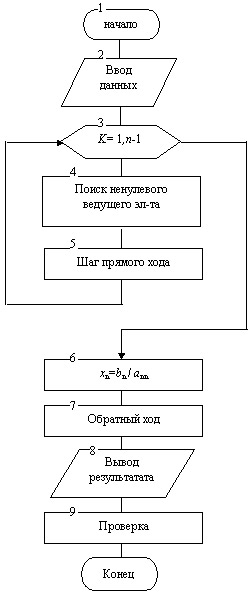 1
начало
2
Ввод
данных
3
K= 1,n-1
4
Поиск ненулевого
ведущего эл-та
5
Шаг прямого хода
6
xn=bn/ ann
7
Обратный ход
8
Вывод
результатата
9
Проверка
Конец